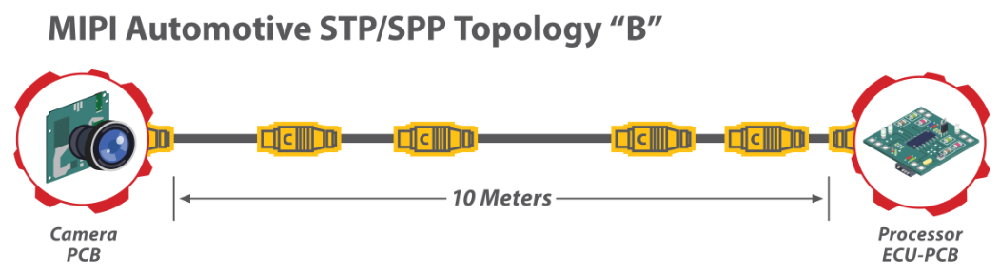 MIPI Automotive STP/SPP Topology “B”
C
C
C
C
10 Meters
Camera
PCB
Processor
ECU-PCB